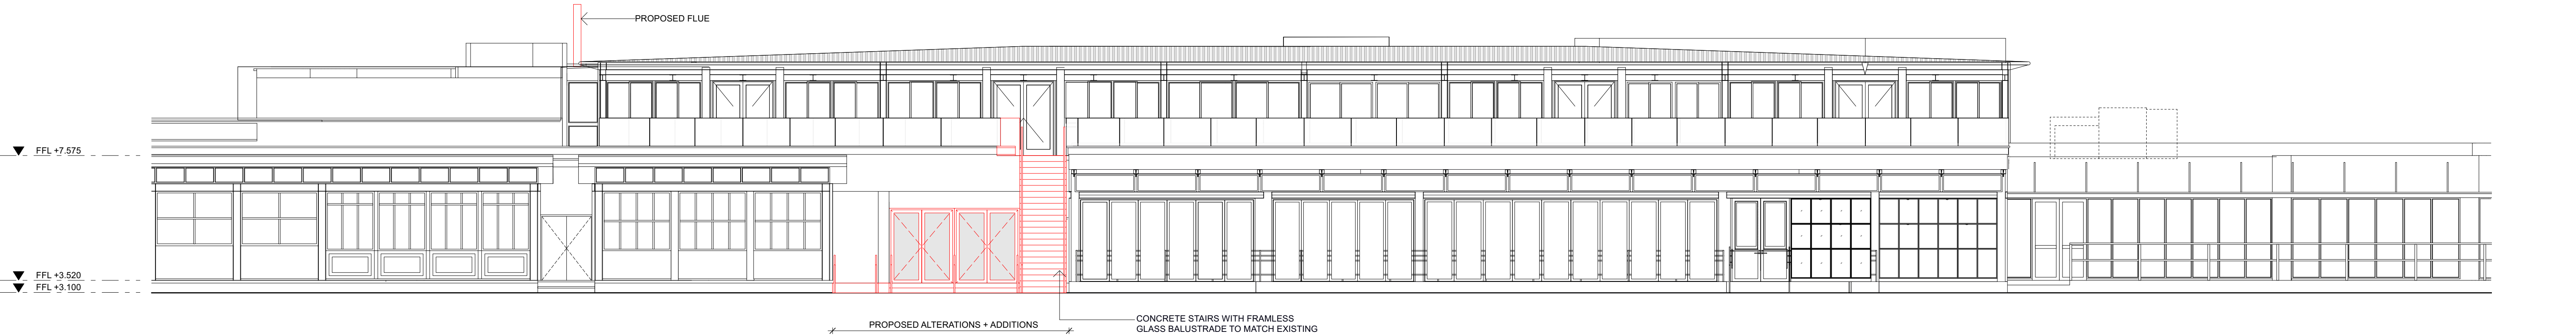 PROPOSED FLUE
FFL +7.575
FFL +3.520
FFL +3.100
PROPOSED ALTERATIONS + ADDITIONS
CONCRETE STAIRS WITH FRAMLESS
GLASS BALUSTRADE TO MATCH EXISTING